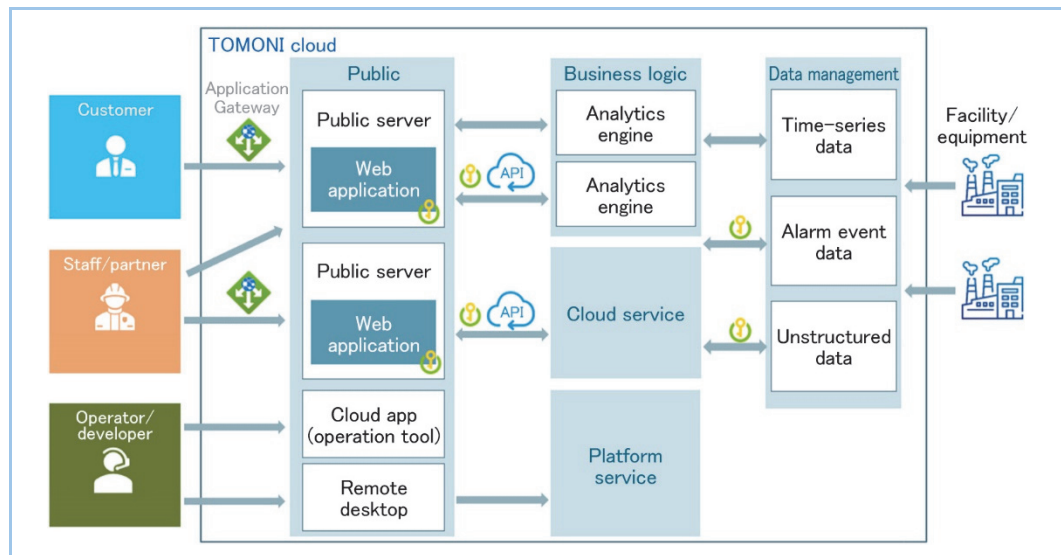 TOMONI cloud
Customer
Staff/partner
Operator/
developer
Application
Gateway
Public
Public server
Web
application
Public server
Web
application
Cloud app
(operation tool)
Remote
desktop
API
API
Business logic
Analytics
engine
Analytics
engine
Cloud service
Platform
service
Data management
Time-series
data
Alarm event
data
Unstructured
data
Facility/
equipment